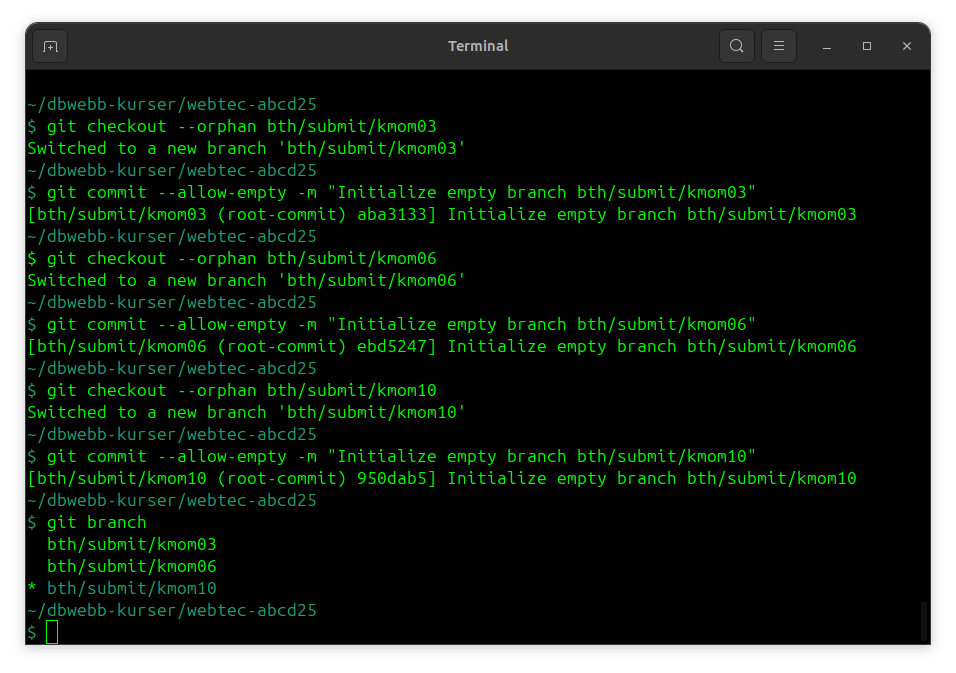 Terminal
~/dbwebb-kurser/webtec-abcd25
$ git checkout --orphan bth/submit/kmom03
Switched to a new branch 'bth/submit/kmom03'
~/dbwebb-kurser/webtec-abcd25
$ git commit --allow-empty -m "Initialize empty branch bth/submit/kmom03"
[bth/submit/kmom03 (root-commit) aba3133] Initialize empty branch bth/submit/kmom03
~/dbwebb-kurser/webtec-abcd25
$ git checkout --orphan bth/submit/kmom06
Switched to a new branch 'bth/submit/kmom06'
~/dbwebb-kurser/webtec-abcd25
$ git commit --allow-empty -m "Initialize empty branch bth/submit/kmom06"
[bth/submit/kmom06 (root-commit) ebd5247] Initialize empty branch bth/submit/kmom06
~/dbwebb-kurser/webtec-abcd25
$ git checkout --orphan bth/submit/kmom10
Switched to a new branch 'bth/submit/kmom10'
~/dbwebb-kurser/webtec-abcd25
$ git commit --allow-empty -m "Initialize empty branch bth/submit/kmom10"
[bth/submit/kmom10 (root-commit) 950dab5] Initialize empty branch bth/submit/kmom10
~/dbwebb-kurser/webtec-abcd25
$ git branch
  bth/submit/kmom03
  bth/submit/kmom06
* bth/submit/kmom10
~/dbwebb-kurser/webtec-abcd25
$